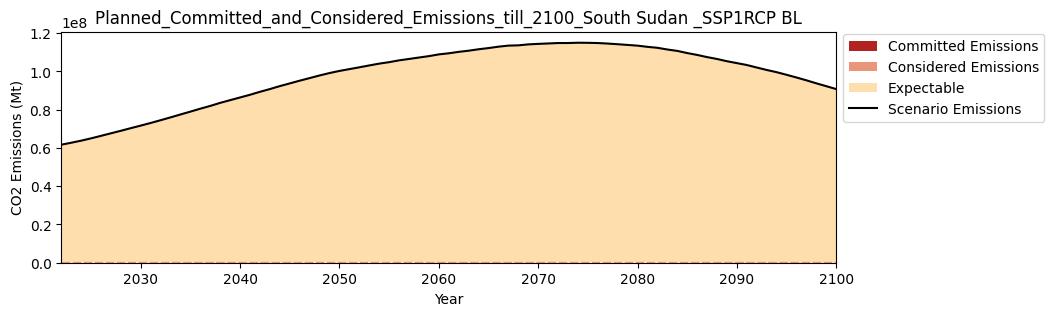 Planned_Committed_and_Considered_Emissions_till_2100_South Sudan _SSP1RCP BL
1e8
1.2
1.0
0.8
0.6
0.4
0.2
0.0
CO2 Emissions (Mt)
2030 2040 2050 2060 2070 2080 2090 2100
Year
Committed Emissions
Considered Emissions
Expectable
Scenario Emissions